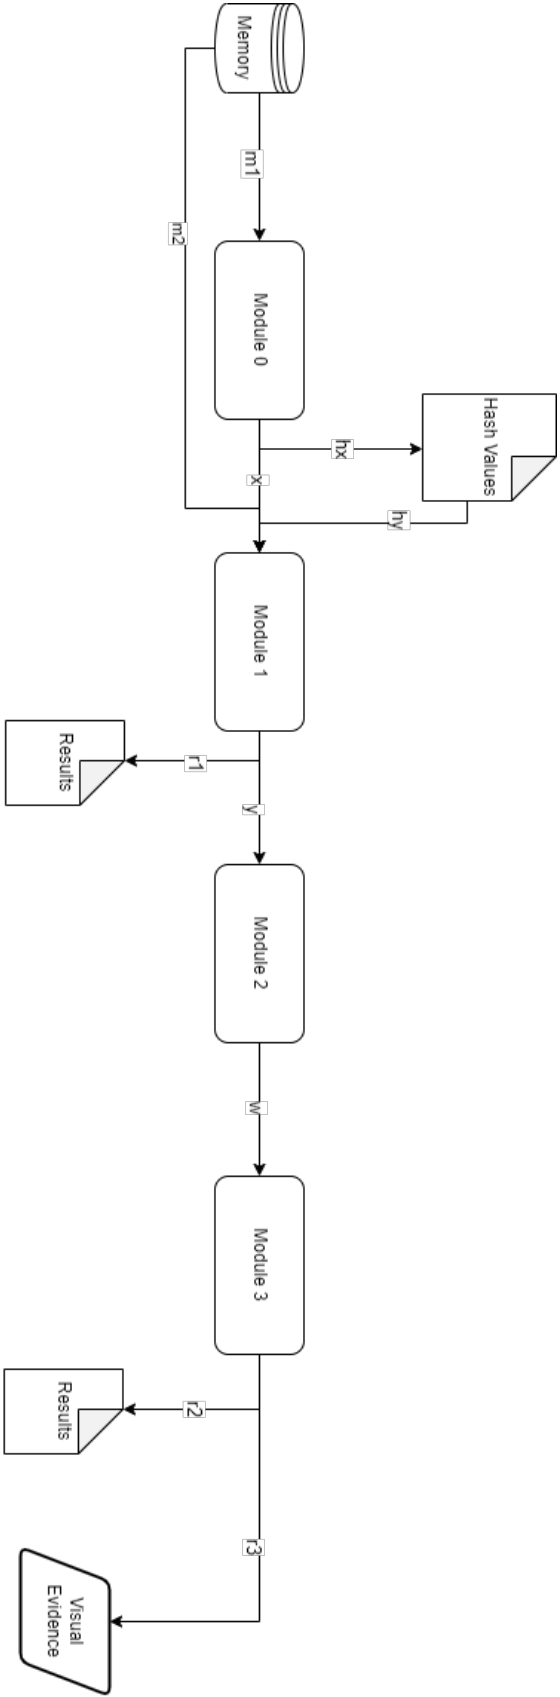 Memory
m1
m2
Module 0
hx
Hash Values
x
hy
Module 1
r1
Results
y
Module 2
w
Module 3
r2
Results
r3
Visual
Evidence